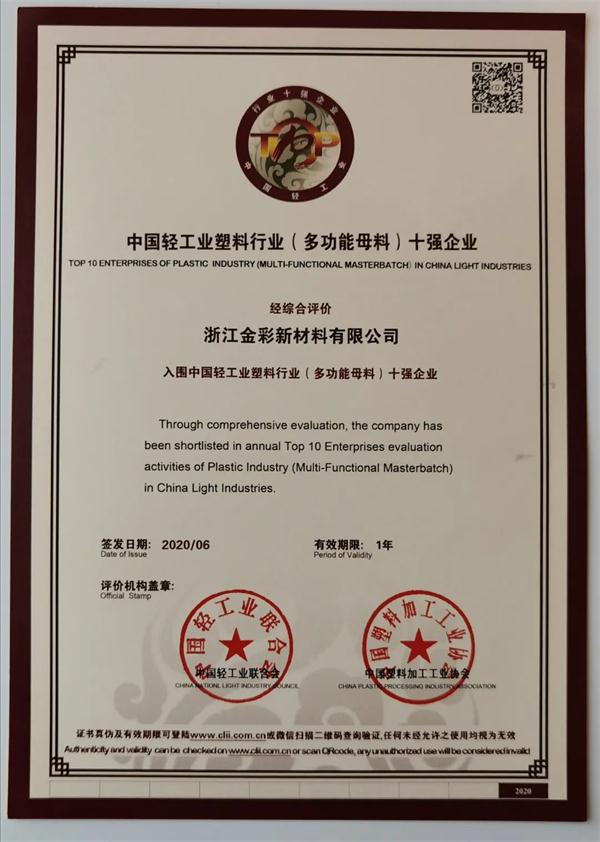 行业十强企业
TOP
中国轻工业
中国轻工业塑料行业（多功能母料）十强企业
TOP 10 ENTERPRISES OF PLASTIC INDUSTRY (MULTI-FUNCTIONAL MASTERBATCH) IN CHINA LIGHT INDUSTRIES
经综合评价
浙江金彩新材料有限公司
入围中国轻工业塑料行业（多功能母料）十强企业
Through comprehensive evaluation, the company has
been shortlisted in annual Top 10 Enterprises evaluation
activities of Plastic Industry (Multi-Functional Masterbatch)
in China Light Industries.
签发日期: 2020/06
Date of Issue
有效期限: 1年
Period of Validity
评价机构盖章:
Official Stamp
中国轻工业联合会
中国塑料加工工业协会
中国轻工业联合会
中国塑料加工工业协会
CHINA NATIONL LIGHT INDUSTRY COUNCIL
CHINA PLASTIC PROCESSING INDUSTRY ASSOCIATION
证书真伪及有效期限可登陆www.clii.com.cn或微信扫描二维码查询验证,任何未经允许之使用均视为无效
Authenticity and validity can be checked on www.clii.com.cn or scan QRcode, any unauthorized use will be considered invalid
2020